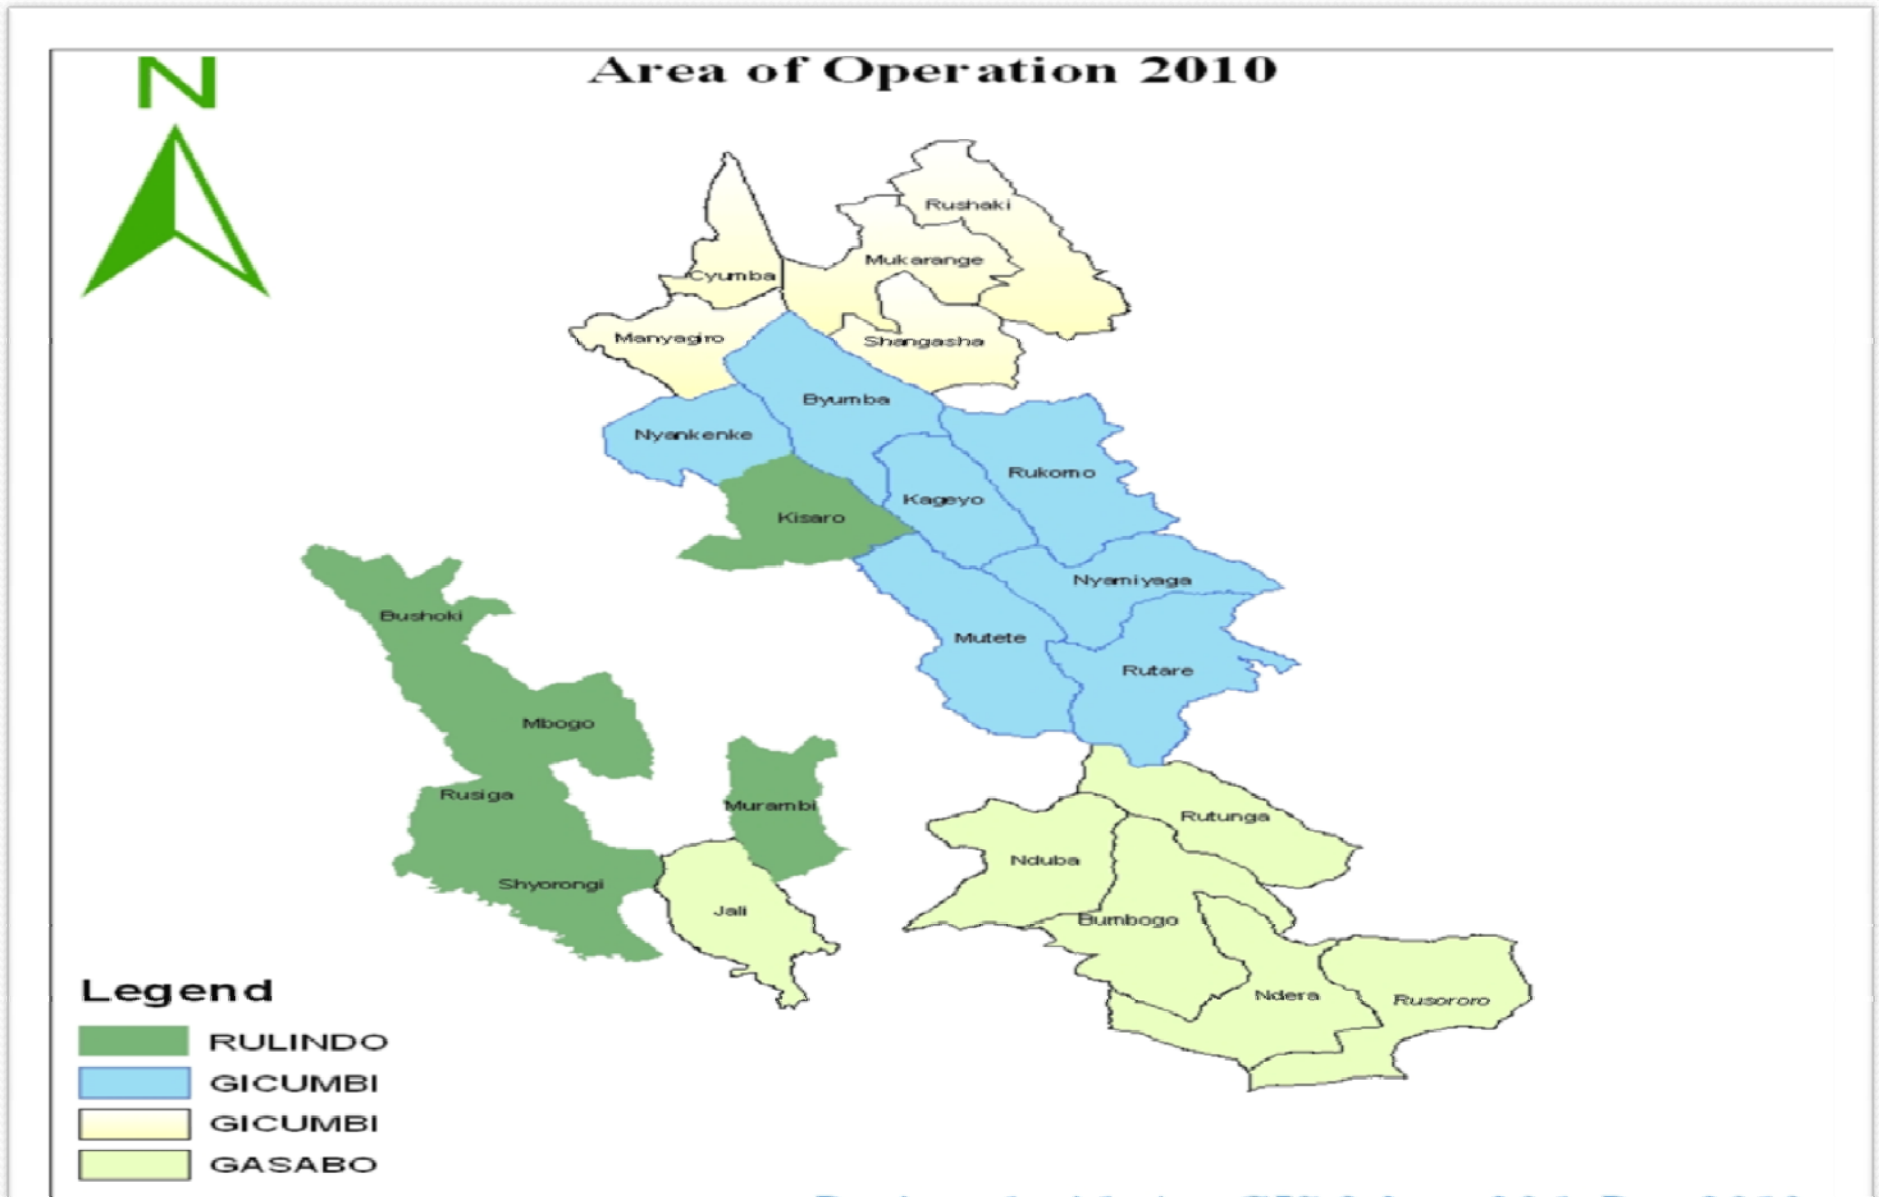 N
Area of Operation 2010
Rushaki
Mukarange
Cyumba
Manyagiro
Shangasha
Byumba
Nyankenke
Rukomo
Kageyo
Kisaro
Nyamiyaga
Bushoki
Mutete
Rutare
Mbogo
Rusiga
Murambi
Rutunga
Nduba
Shyorongi
Jali
Bumbogo
Ndera
Rusororo
Legend
RULINDO
GICUMBI
GICUMBI
GASABO